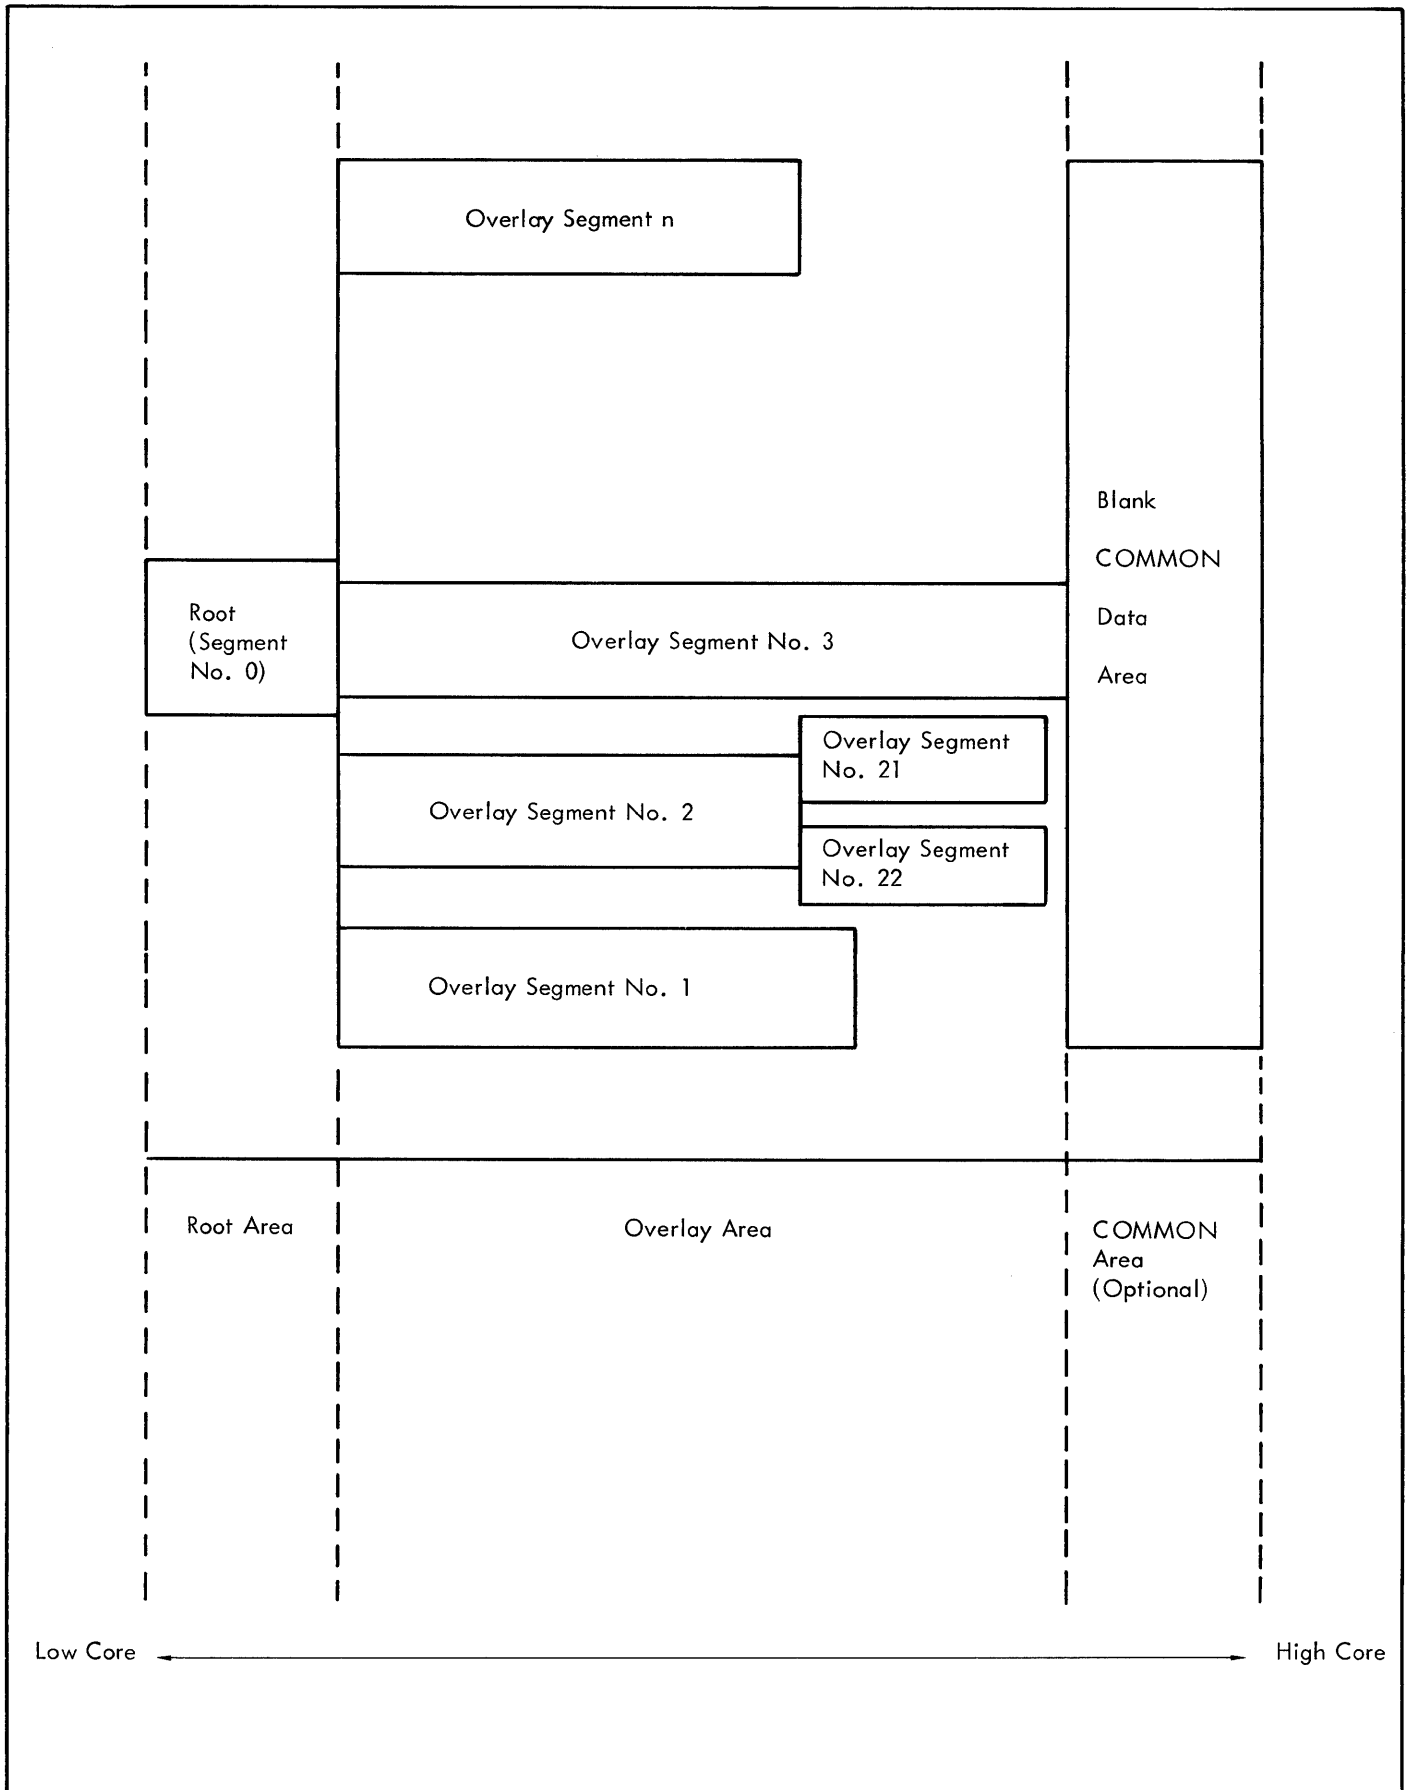 Overlay Segment n
Blank
COMMON
Data
Area
Root
(Segment
No. 0)
Overlay Segment No. 3
Overlay Segment
No. 21
Overlay Segment No. 2
Overlay Segment
No. 22
Overlay Segment No. 1
Root Area
Overlay Area
COMMON
Area
(Optional)
Low Core
High Core